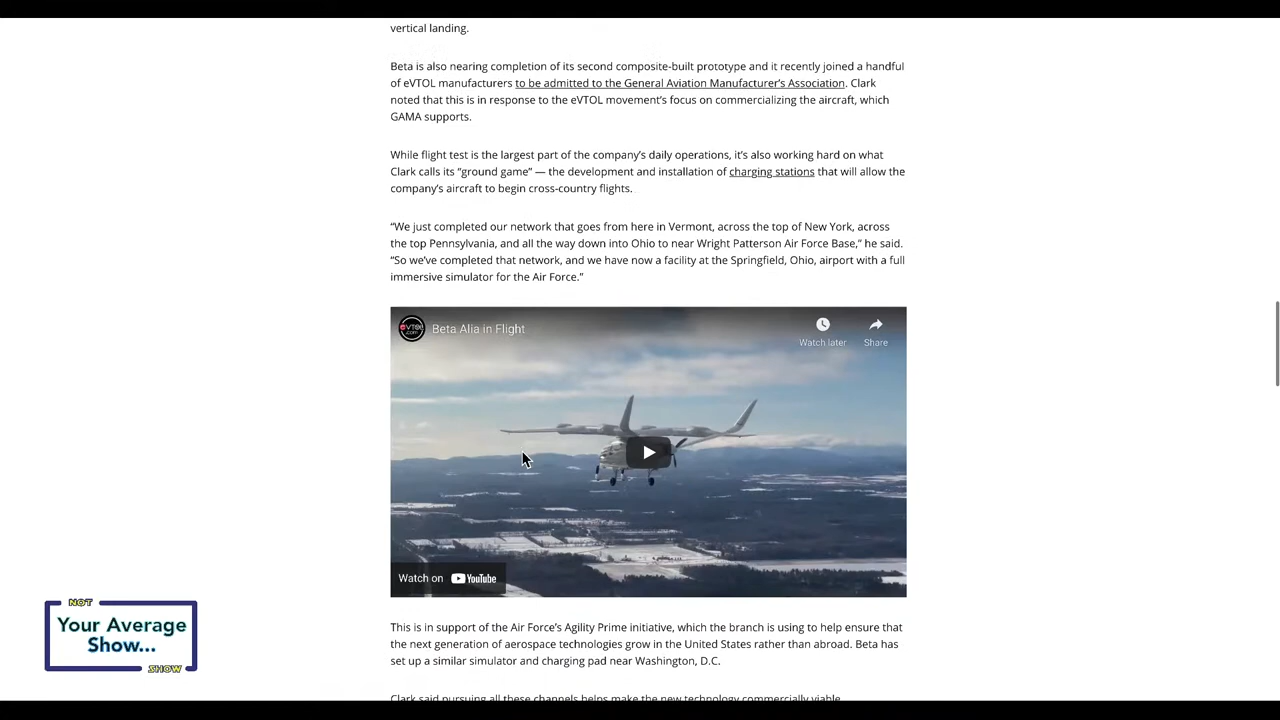 vertical landing.
Beta is also nearing completion of its second composite-built prototype and it recently joined a handful
of eVTOL manufacturers to be admitted to the General Aviation Manufacturer's Association. Clark
noted that this is in response to the eVTOL movement's focus on commercializing the aircraft, which
GAMA supports.
While flight test is the largest part of the company's daily operations, it's also working hard on what
Clark calls its “ground game” — the development and installation of charging stations that will allow the
company's aircraft to begin cross-country flights.
“We just completed our network that goes from here in Vermont, across the top of New York, across
the top Pennsylvania, and all the way down into Ohio to near Wright Patterson Air Force Base,” he said.
“So we've completed that network, and we have now a facility at the Springfield, Ohio, airport with a full
immersive simulator for the Air Force.”
eVTOL .com
Beta Alia in Flight
Watch later
Share
Watch on YouTube
This is in support of the Air Force's Agility Prime initiative, which the branch is using to help ensure that
the next generation of aerospace technologies grow in the United States rather than abroad. Beta has
set up a similar simulator and charging pad near Washington, D.C.
Clark said pursuing all these channels helps make the new technology commercially viable.
NOT
Your Average
Show...
SHOW